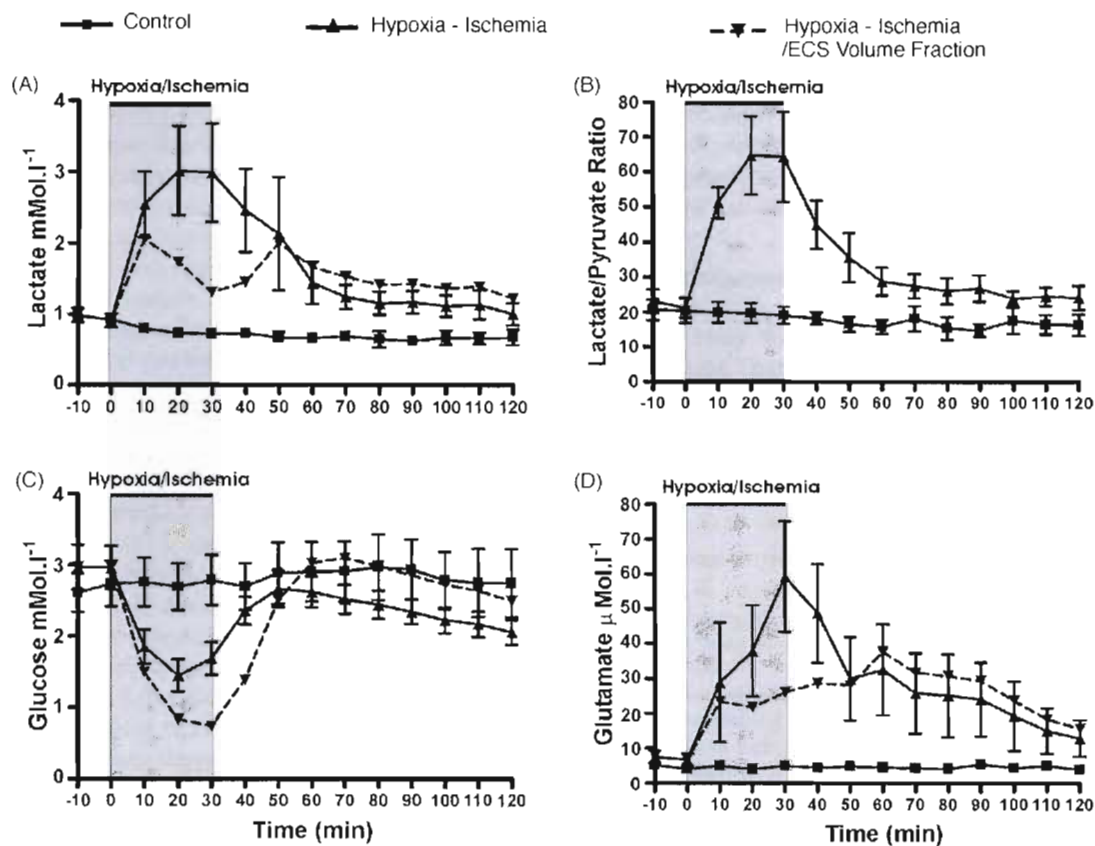 Control
Hypoxia - Ischemia
Hypoxia - Ischemia
/ECS Volume Fraction
(A)
Hypoxia/Ischemia
Lactate mMol.l-1
4
3
2
1
0
-10 0 10 20 30 40 50 60 70 80 90 100 110 120
(B)
Hypoxia/Ischemia
Lactate/Pyruvate Ratio
80
70
60
50
40
30
20
10
0
-10 0 10 20 30 40 50 60 70 80 90 100 110 120
(C)
Hypoxia/Ischemia
Glucose mMol.l-1
4
3
2
1
0
-10 0 10 20 30 40 50 60 70 80 90 100 110 120
Time (min)
(D)
Hypoxia/Ischemia
Glutamate μ Mol.l-1
80
70
60
50
40
30
20
10
0
-10 0 10 20 30 40 50 60 70 80 90 100 110 120
Time (min)